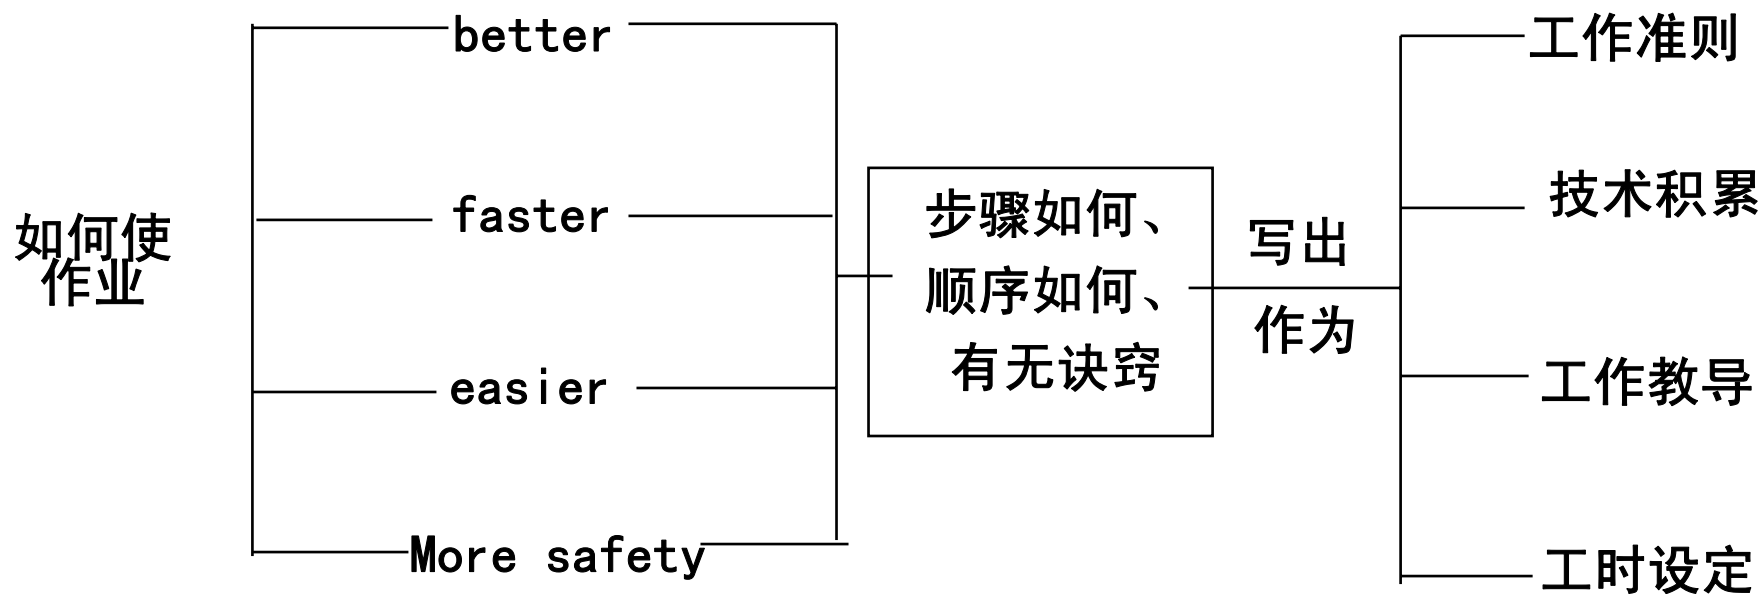 如何使
作业
better
faster
easier
More safety
步骤如何、
顺序如何、
有无诀窍
写出
作为
工作准则
技术积累
工作教导
工时设定